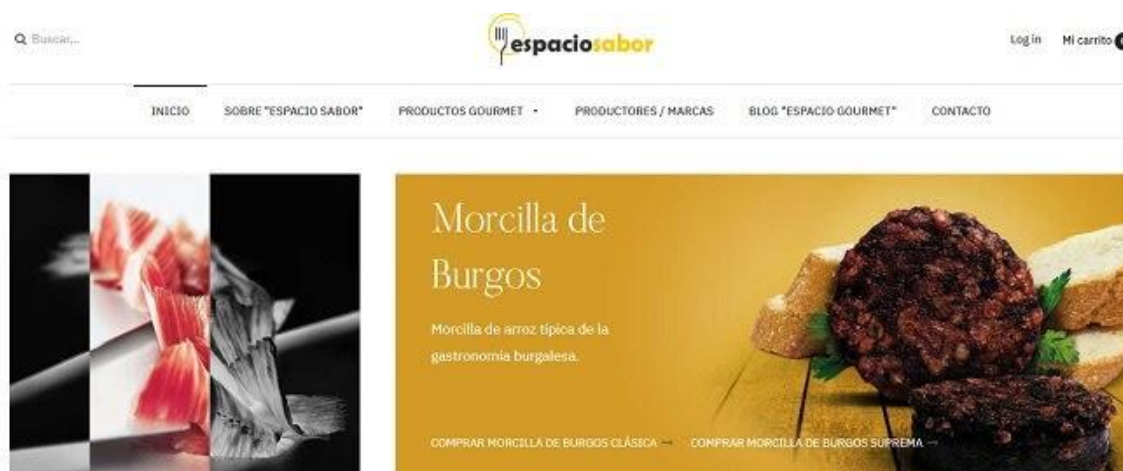 Buscar...
espaciosabor
Log in
Mi carrito
INICIO
SOBRE "ESPACIO SABOR"
PRODUCTOS GOURMET
PRODUCTORES / MARCAS
BLOG "ESPACIO GOURMET"
CONTACTO
Morcilla de
Burgos
Morcilla de arroz típica de la
gastronomía burgalesa.
COMPRAR MORCILLA DE BURGOS CLÁSICA →
COMPRAR MORCILLA DE BURGOS SUPREMA →